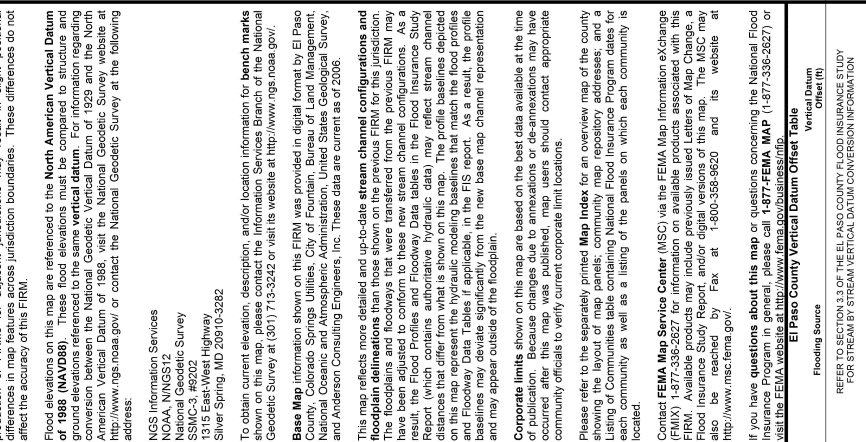 differences in map features across jurisdiction boundaries. These differences do not
affect the accuracy of this FIRM.
Flood elevations on this map are referenced to the North American Vertical Datum
of 1988 (NAVD88). These flood elevations must be compared to structure and
ground elevations referenced to the same vertical datum. For information regarding
conversion between the National Geodetic Vertical Datum of 1929 and the North
American Vertical Datum of 1988, visit the National Geodetic Survey website at
http://www.ngs.noaa.gov/ or contact the National Geodetic Survey at the following
address:
NGS Information Services
NOAA, N/NGS12
National Geodetic Survey
SSMC-3, #9202
1315 East-West Highway
Silver Spring, MD 20910-3282
To obtain current elevation, description, and/or location information for bench marks
shown on this map, please contact the Information Services Branch of the National
Geodetic Survey at (301) 713-3242 or visit its website at http://www.ngs.noaa.gov/.
Base Map information shown on this FIRM was provided in digital format by El Paso
County, Colorado Springs Utilities, City of Fountain, Bureau of Land Management,
National Oceanic and Atmospheric Administration, United States Geological Survey,
and Anderson Consulting Engineers, Inc. These data are current as of 2006.
This map reflects more detailed and up-to-date stream channel configurations and
floodplain delineations than those shown on the previous FIRM for this jurisdiction.
The floodplains and floodways that were transferred from the previous FIRM may
have been adjusted to conform to these new stream channel configurations. As a
result, the Flood Profiles and Floodway Data tables in the Flood Insurance Study
Report (which contains authoritative hydraulic data) may reflect stream channel
distances that differ from what is shown on this map. The profile baselines depicted
on this map represent the hydraulic modeling baselines that match the flood profiles
and Floodway Data Tables if applicable, in the FIS report. As a result, the profile
baselines may deviate significantly from the new base map channel representation
and may appear outside of the floodplain.
Corporate limits shown on this map are based on the best data available at the time
of publication. Because changes due to annexations or de-annexations may have
occurred after this map was published, map users should contact appropriate
community officials to verify current corporate limit locations.
Please refer to the separately printed Map Index for an overview map of the county
showing the layout of map panels; community map repository addresses; and a
Listing of Communities table containing National Flood Insurance Program dates for
each community as well as a listing of the panels on which each community is
located.
Contact FEMA Map Service Center (MSC) via the FEMA Map Information eXchange
(FMIX) 1-877-336-2627 for information on available products associated with this
FIRM. Available products may include previously issued Letters of Map Change, a
Flood Insurance Study Report, and/or digital versions of this map. The MSC may
also be reached by Fax at 1-800-358-9620 and its website at
http://www.msc.fema.gov/.
If you have questions about this map or questions concerning the National Flood
Insurance Program in general, please call 1-877-FEMA MAP (1-877-336-2627) or
visit the FEMA website at http://www.fema.gov/business/nfip.
El Paso County Vertical Datum Offset Table
Flooding Source
Vertical Datum
Offset (ft)
REFER TO SECTION 3.3 OF THE EL PASO COUNTY FLOOD INSURANCE STUDY
FOR STREAM BY STREAM VERTICAL DATUM CONVERSION INFORMATION